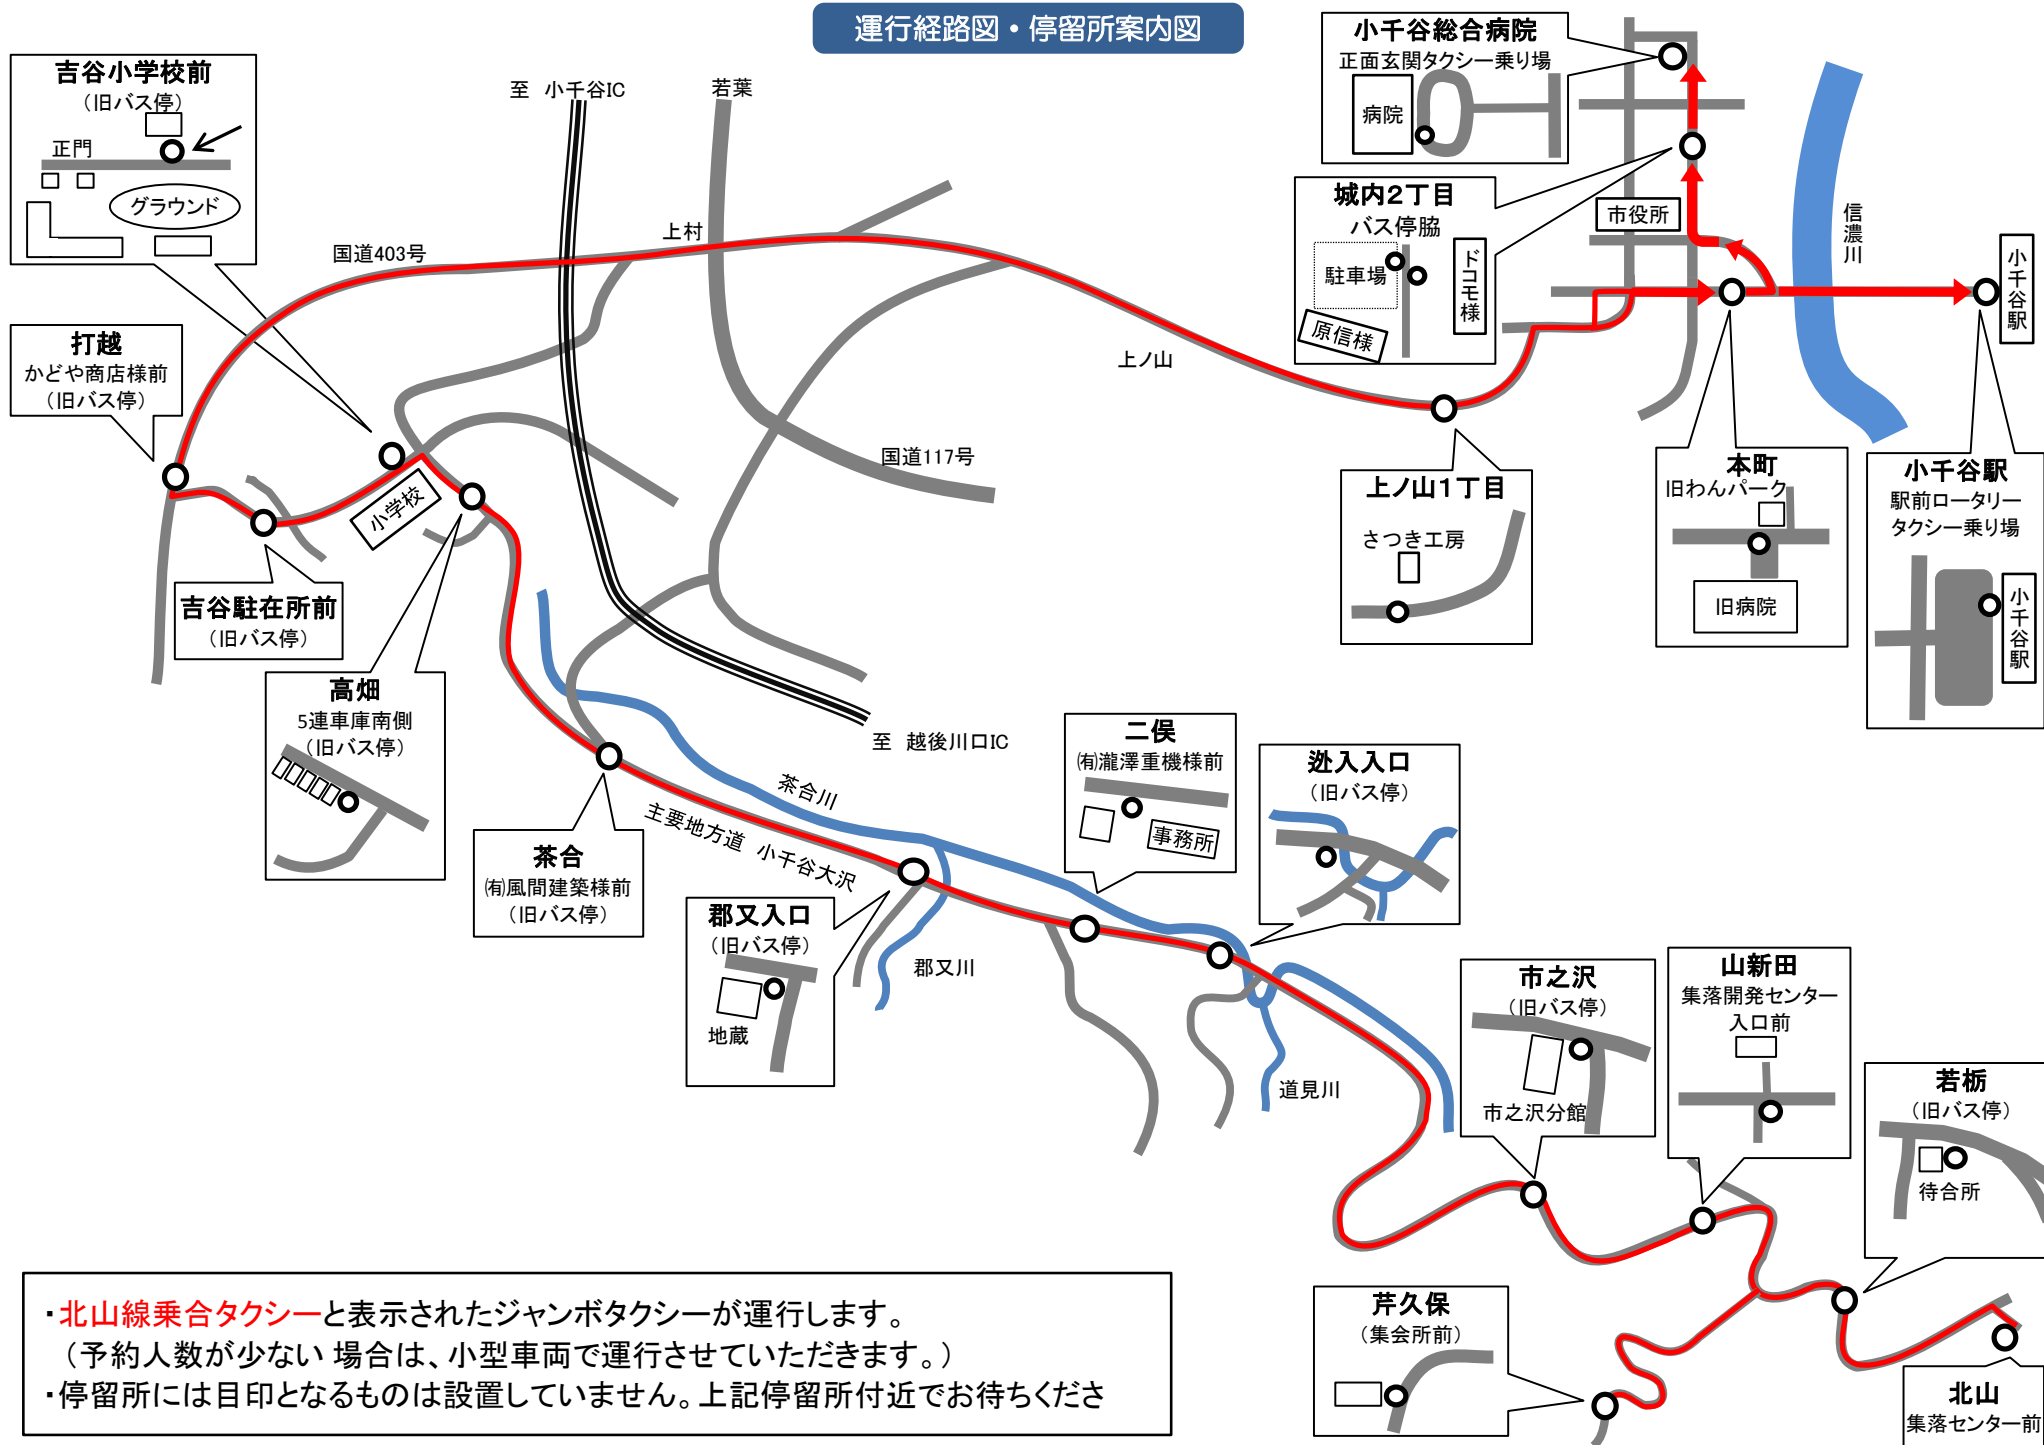 運行経路図・停留所案内図
吉谷小学校前
（旧バス停）
正門
グラウンド
至　小千谷IC
若葉
国道403号
上村
小千谷総合病院
正面玄関タクシー乗り場
病院
城内２丁目
バス停脇
駐車場
ドコモ様
原信様
市役所
信濃川
小千谷駅
打越
かどや商店様前
（旧バス停）
小学校
上ノ山
国道117号
上ノ山１丁目
さつき工房
本町
旧わんパーク
旧病院
小千谷駅
駅前ロータリー
タクシー乗り場
小千谷駅
吉谷駐在所前
（旧バス停）
高畑
5連車庫南側
（旧バス停）
至　越後川口IC
茶合川
主要地方道　小千谷大沢
茶合
㈲風間建築様前
（旧バス停）
郡又入口
（旧バス停）
地蔵
郡又川
二俣
㈲瀧澤重機様前
事務所
逧入入口
（旧バス停）
道見川
市之沢
（旧バス停）
市之沢分館
山新田
集落開発センター
入口前
若栃
（旧バス停）
待合所
芹久保
（集会所前）
北山
集落センター前
・北山線乗合タクシーと表示されたジャンボタクシーが運行します。
（予約人数が少ない 場合は、小型車両で運行させていただきます。）
・停留所には目印となるものは設置していません。上記停留所付近でお待ちくださ